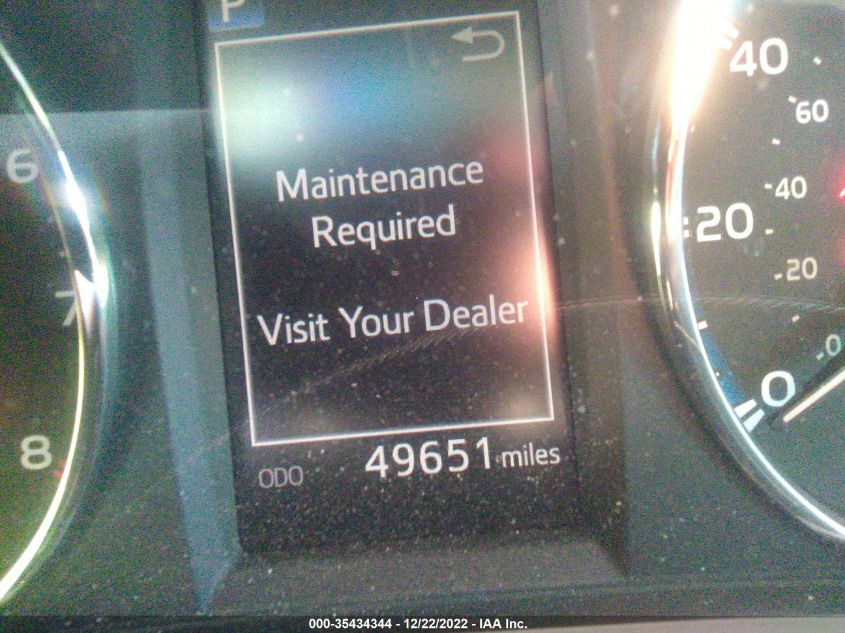 P
Maintenance
Required
Visit Your Dealer
ODO 49651 miles
6
7
8
40
60
40
20
20
0
0
000-35434344 - 12/22/2022 - IAA Inc.